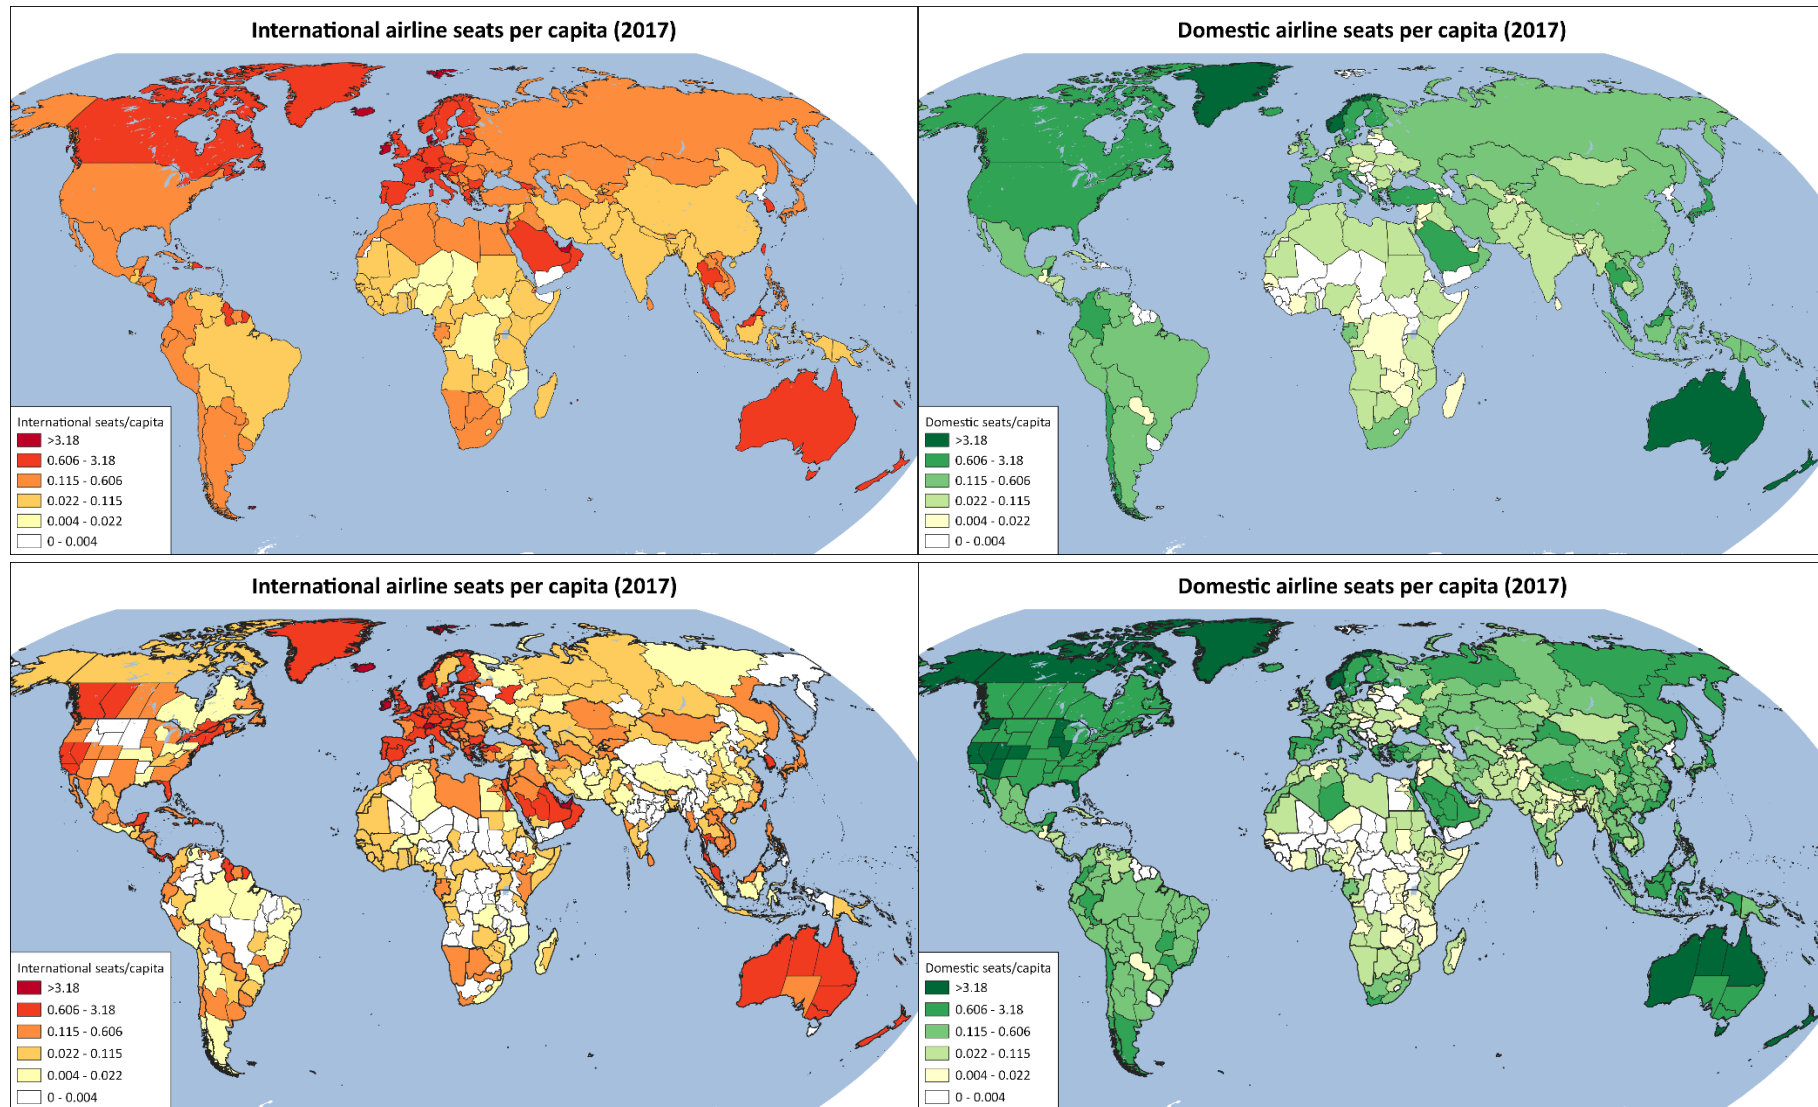 International airline seats per capita (2017)
International seats/capita
>3.18
0.606 - 3.18
0.115 - 0.606
0.022 - 0.115
0.004 - 0.022
0 - 0.004
Domestic airline seats per capita (2017)
Domestic seats/capita
>3.18
0.606 - 3.18
0.115 - 0.606
0.022 - 0.115
0.004 - 0.022
0 - 0.004
International airline seats per capita (2017)
International seats/capita
>3.18
0.606 - 3.18
0.115 - 0.606
0.022 - 0.115
0.004 - 0.022
0 - 0.004
Domestic airline seats per capita (2017)
Domestic seats/capita
>3.18
0.606 - 3.18
0.115 - 0.606
0.022 - 0.115
0.004 - 0.022
0 - 0.004